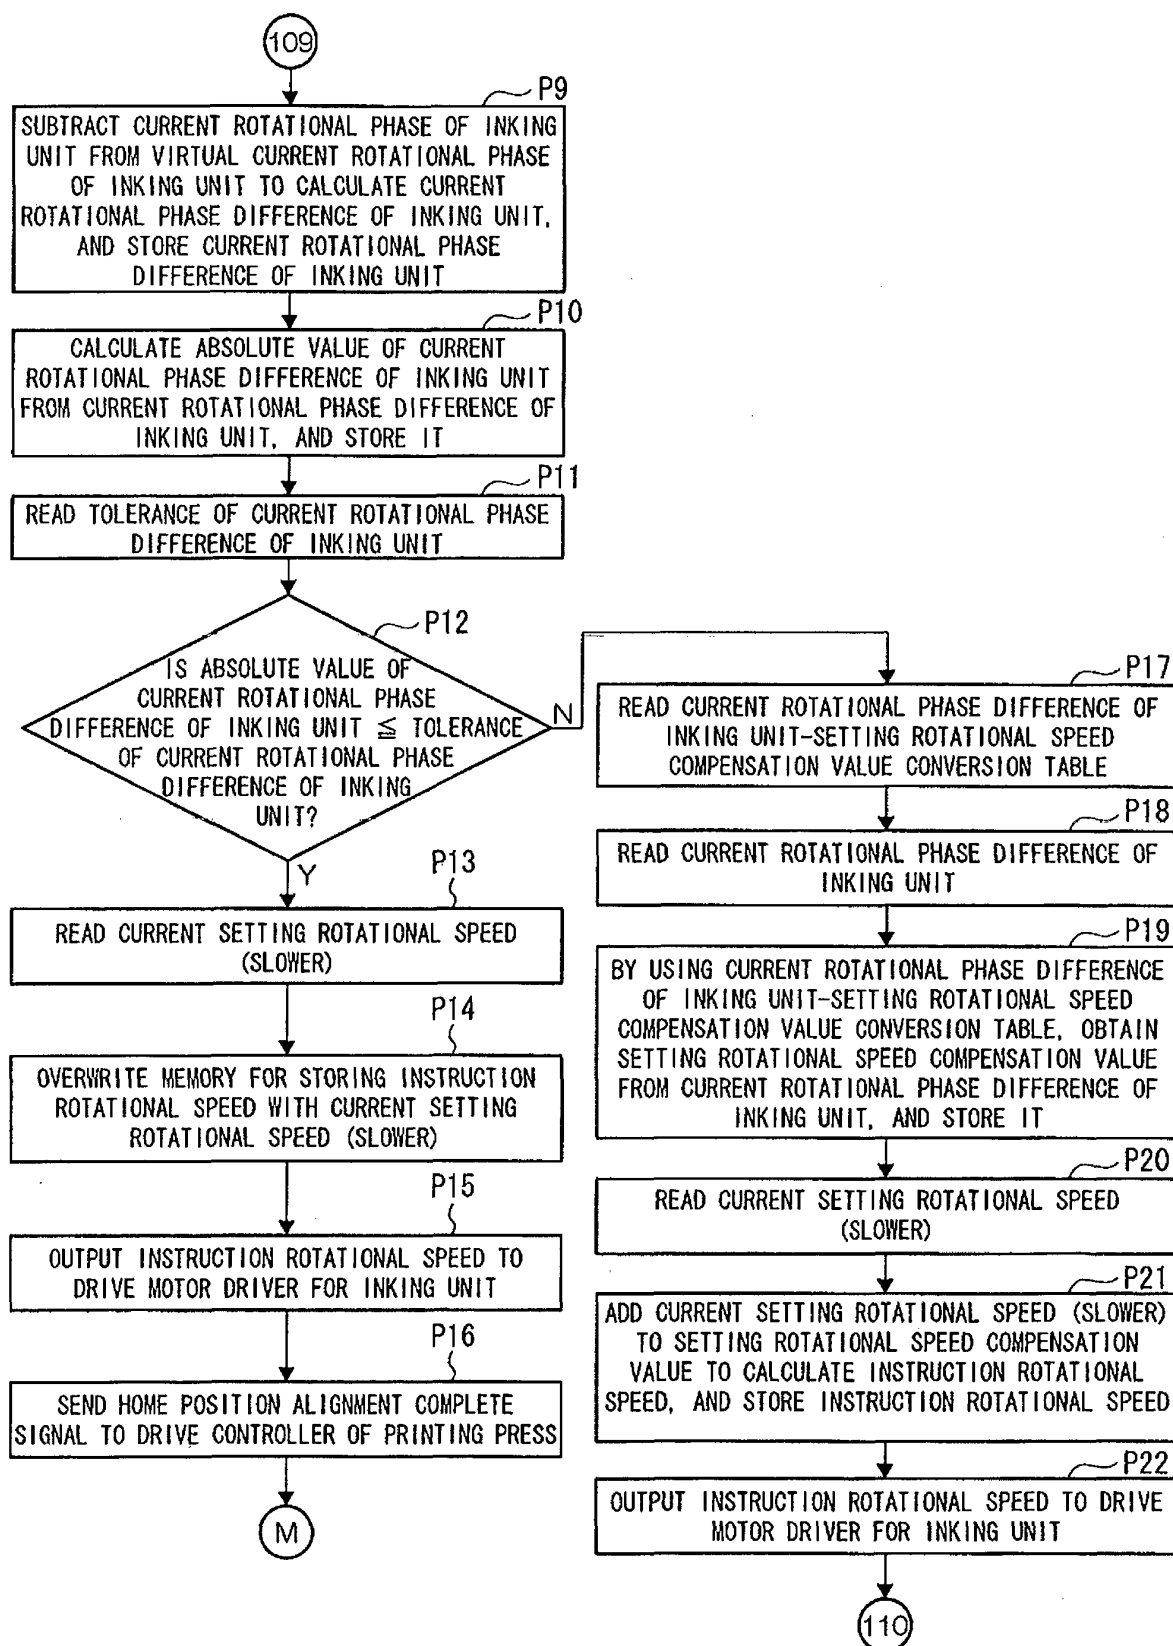 109
P9
SUBTRACT CURRENT ROTATIONAL PHASE OF INKING
UNIT FROM VIRTUAL CURRENT ROTATIONAL PHASE
OF INKING UNIT TO CALCULATE CURRENT
ROTATIONAL PHASE DIFFERENCE OF INKING UNIT,
AND STORE CURRENT ROTATIONAL PHASE
DIFFERENCE OF INKING UNIT
P10
CALCULATE ABSOLUTE VALUE OF CURRENT
ROTATIONAL PHASE DIFFERENCE OF INKING UNIT
FROM CURRENT ROTATIONAL PHASE DIFFERENCE OF
INKING UNIT, AND STORE IT
P11
READ TOLERANCE OF CURRENT ROTATIONAL PHASE
DIFFERENCE OF INKING UNIT
P12
IS ABSOLUTE VALUE OF
CURRENT ROTATIONAL PHASE
DIFFERENCE OF INKING UNIT ≦ TOLERANCE
OF CURRENT ROTATIONAL PHASE
DIFFERENCE OF INKING
UNIT?
N
Y
P13
READ CURRENT SETTING ROTATIONAL SPEED
(SLOWER)
P14
OVERWRITE MEMORY FOR STORING INSTRUCTION
ROTATIONAL SPEED WITH CURRENT SETTING
ROTATIONAL SPEED (SLOWER)
P15
OUTPUT INSTRUCTION ROTATIONAL SPEED TO
DRIVE MOTOR DRIVER FOR INKING UNIT
P16
SEND HOME POSITION ALIGNMENT COMPLETE
SIGNAL TO DRIVE CONTROLLER OF PRINTING PRESS
M
P17
READ CURRENT ROTATIONAL PHASE DIFFERENCE OF
INKING UNIT-SETTING ROTATIONAL SPEED
COMPENSATION VALUE CONVERSION TABLE
P18
READ CURRENT ROTATIONAL PHASE DIFFERENCE OF
INKING UNIT
P19
BY USING CURRENT ROTATIONAL PHASE DIFFERENCE
OF INKING UNIT-SETTING ROTATIONAL SPEED
COMPENSATION VALUE CONVERSION TABLE, OBTAIN
SETTING ROTATIONAL SPEED COMPENSATION VALUE
FROM CURRENT ROTATIONAL PHASE DIFFERENCE OF
INKING UNIT, AND STORE IT
P20
READ CURRENT SETTING ROTATIONAL SPEED
(SLOWER)
P21
ADD CURRENT SETTING ROTATIONAL SPEED (SLOWER)
TO SETTING ROTATIONAL SPEED COMPENSATION
VALUE TO CALCULATE INSTRUCTION ROTATIONAL
SPEED, AND STORE INSTRUCTION ROTATIONAL SPEED
P22
OUTPUT INSTRUCTION ROTATIONAL SPEED TO DRIVE
MOTOR DRIVER FOR INKING UNIT
110